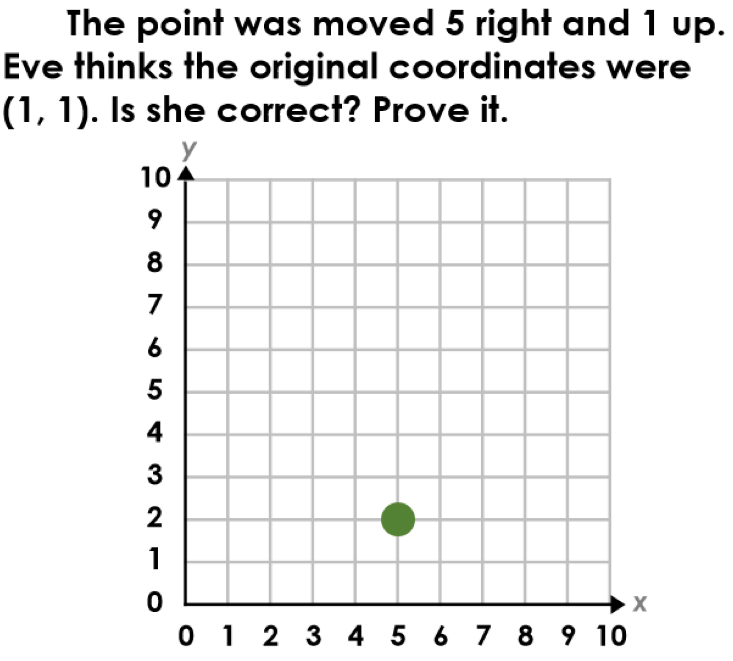 The point was moved 5 right and 1 up.
Eve thinks the original coordinates were
(1, 1). Is she correct? Prove it.
y
10
9
8
7
6
5
4
3
2
1
0
x
0 1 2 3 4 5 6 7 8 9 10